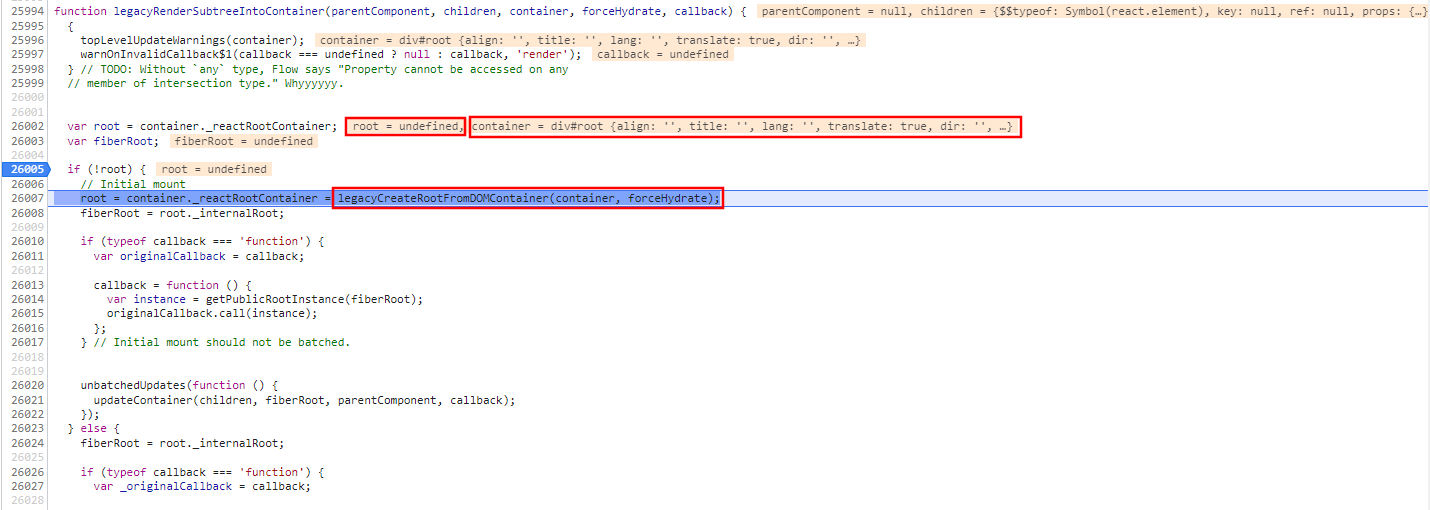 25994 function legacyRenderSubtreeIntoContainer(parentComponent, children, container, forceHydrate, callback) { parentComponent = null, children = {$$typeof: Symbol(react.element), key: null, ref: null, props: {…}
25995 {
25996 topLevelUpdateWarnings(container); container = div#root {align: '', title: '', lang: '', translate: true, dir: '', …}
25997 warnOnInvalidCallback$1(callback === undefined ? null : callback, 'render'); callback = undefined
25998 } // TODO: Without `any` type, Flow says "Property cannot be accessed on any
25999 // member of intersection type." Whyyyyyy.
26000
26001
26002 var root = container._reactRootContainer; root = undefined, container = div#root {align: '', title: '', lang: '', translate: true, dir: '', …}
26003 var fiberRoot; fiberRoot = undefined
26004
26005 if (!root) { root = undefined
26006 // Initial mount
26007 root = container._reactRootContainer = legacyCreateRootFromDOMContainer(container, forceHydrate);
26008 fiberRoot = root._internalRoot;
26009
26010 if (typeof callback === 'function') {
26011 var originalCallback = callback;
26012
26013 callback = function () {
26014 var instance = getPublicRootInstance(fiberRoot);
26015 originalCallback.call(instance);
26016 };
26017 } // Initial mount should not be batched.
26018
26019
26020 unbatchedUpdates(function () {
26021 updateContainer(children, fiberRoot, parentComponent, callback);
26022 });
26023 } else {
26024 fiberRoot = root._internalRoot;
26025
26026 if (typeof callback === 'function') {
26027 var _originalCallback = callback;
26028